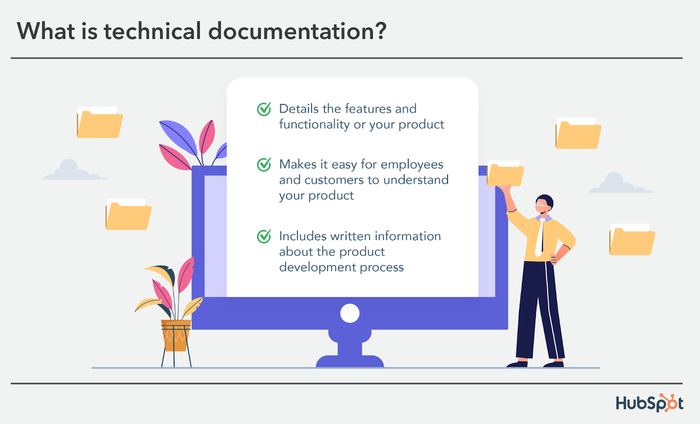 What is technical documentation?
Details the features and
functionality or your product
Makes it easy for employees
and customers to understand
your product
Includes written information
about the product
development process
HubSpot